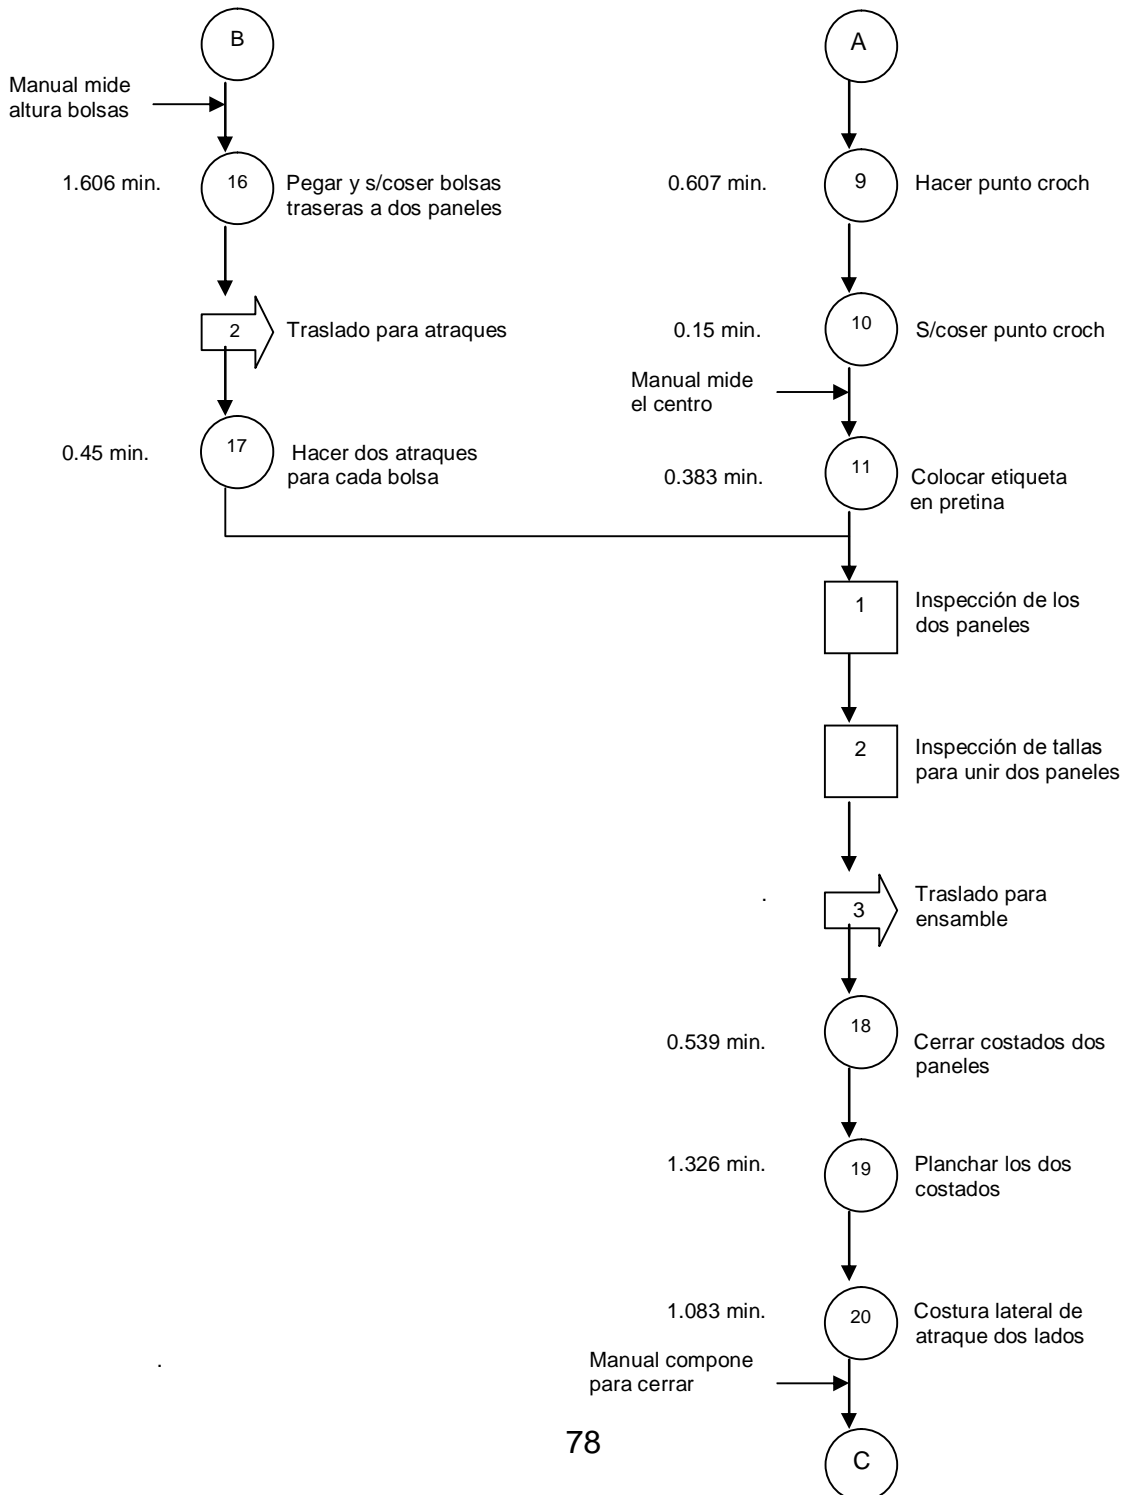 B
Manual mide
altura bolsas
1.606 min.
16
Pegar y s/coser bolsas
traseras a dos paneles
2
Traslado para atraques
0.45 min.
17
Hacer dos atraques
para cada bolsa
A
0.607 min.
9
Hacer punto croch
0.15 min.
10
S/coser punto croch
Manual mide
el centro
0.383 min.
11
Colocar etiqueta
en pretina
1
Inspección de los
dos paneles
2
Inspección de tallas
para unir dos paneles
.
3
Traslado para
ensamble
0.539 min.
18
Cerrar costados dos
paneles
1.326 min.
19
Planchar los dos
costados
1.083 min.
20
Costura lateral de
atraque dos lados
.
Manual compone
para cerrar
C
78